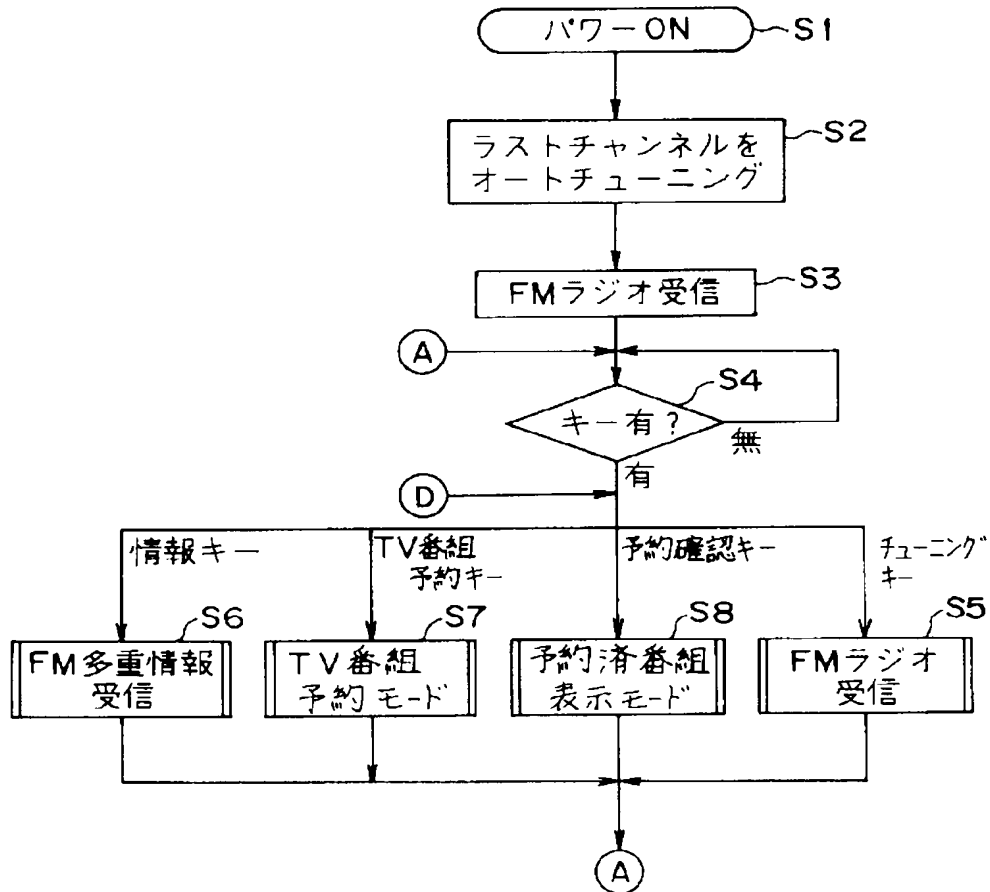 パワーON
S1
S2
ラストチャンネルを
オートチューニング
S3
FMラジオ受信
A
S4
キー有?
無
有
D
情報キー
TV番組
予約キー
予約確認キー
チューニング
キー
S6
S7
S8
S5
FM多重情報
受信
TV番組
予約モード
予約済番組
表示モード
FMラジオ
受信
A